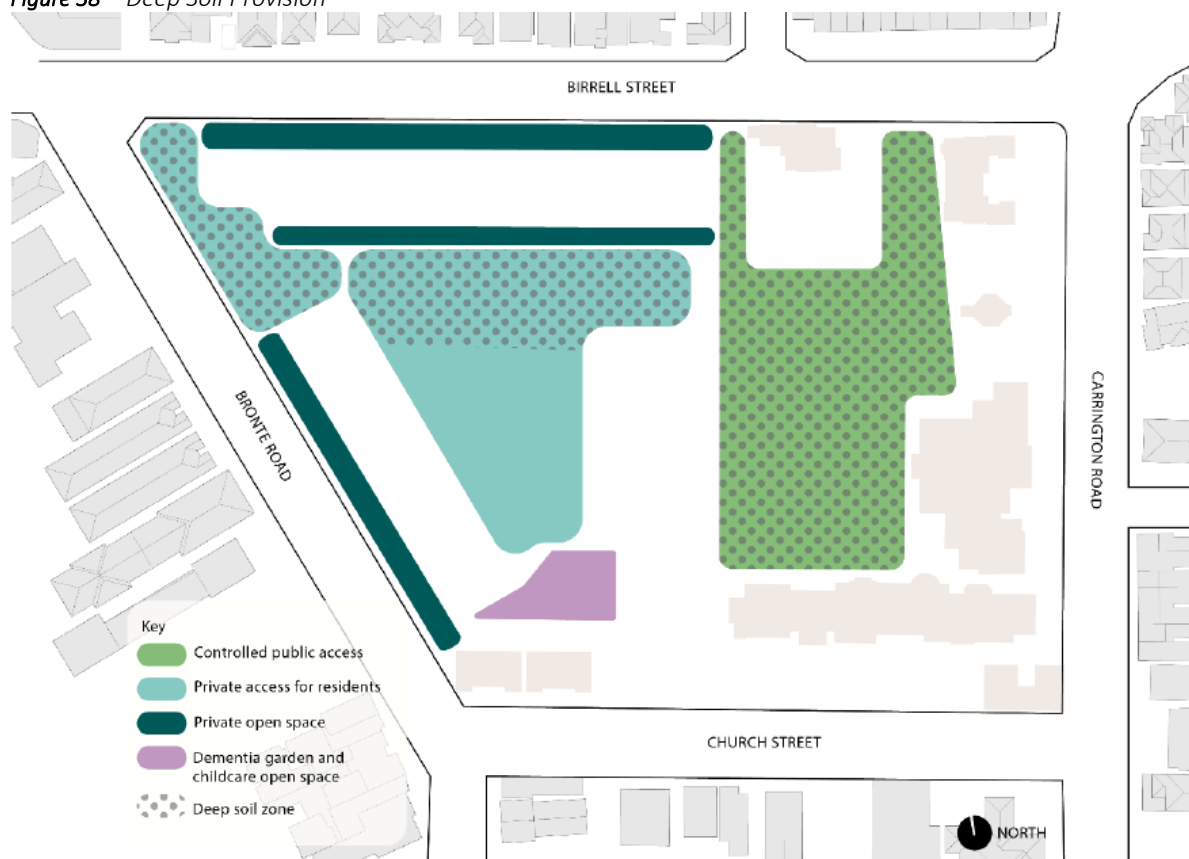 Figure 38 Deep Soil Provision
BIRRELL STREET
BRONTE ROAD
CARRINGTON ROAD
Key
Controlled public access
Private access for residents
Private open space
Dementia garden and
childcare open space
Deep soil zone
CHURCH STREET
NORTH